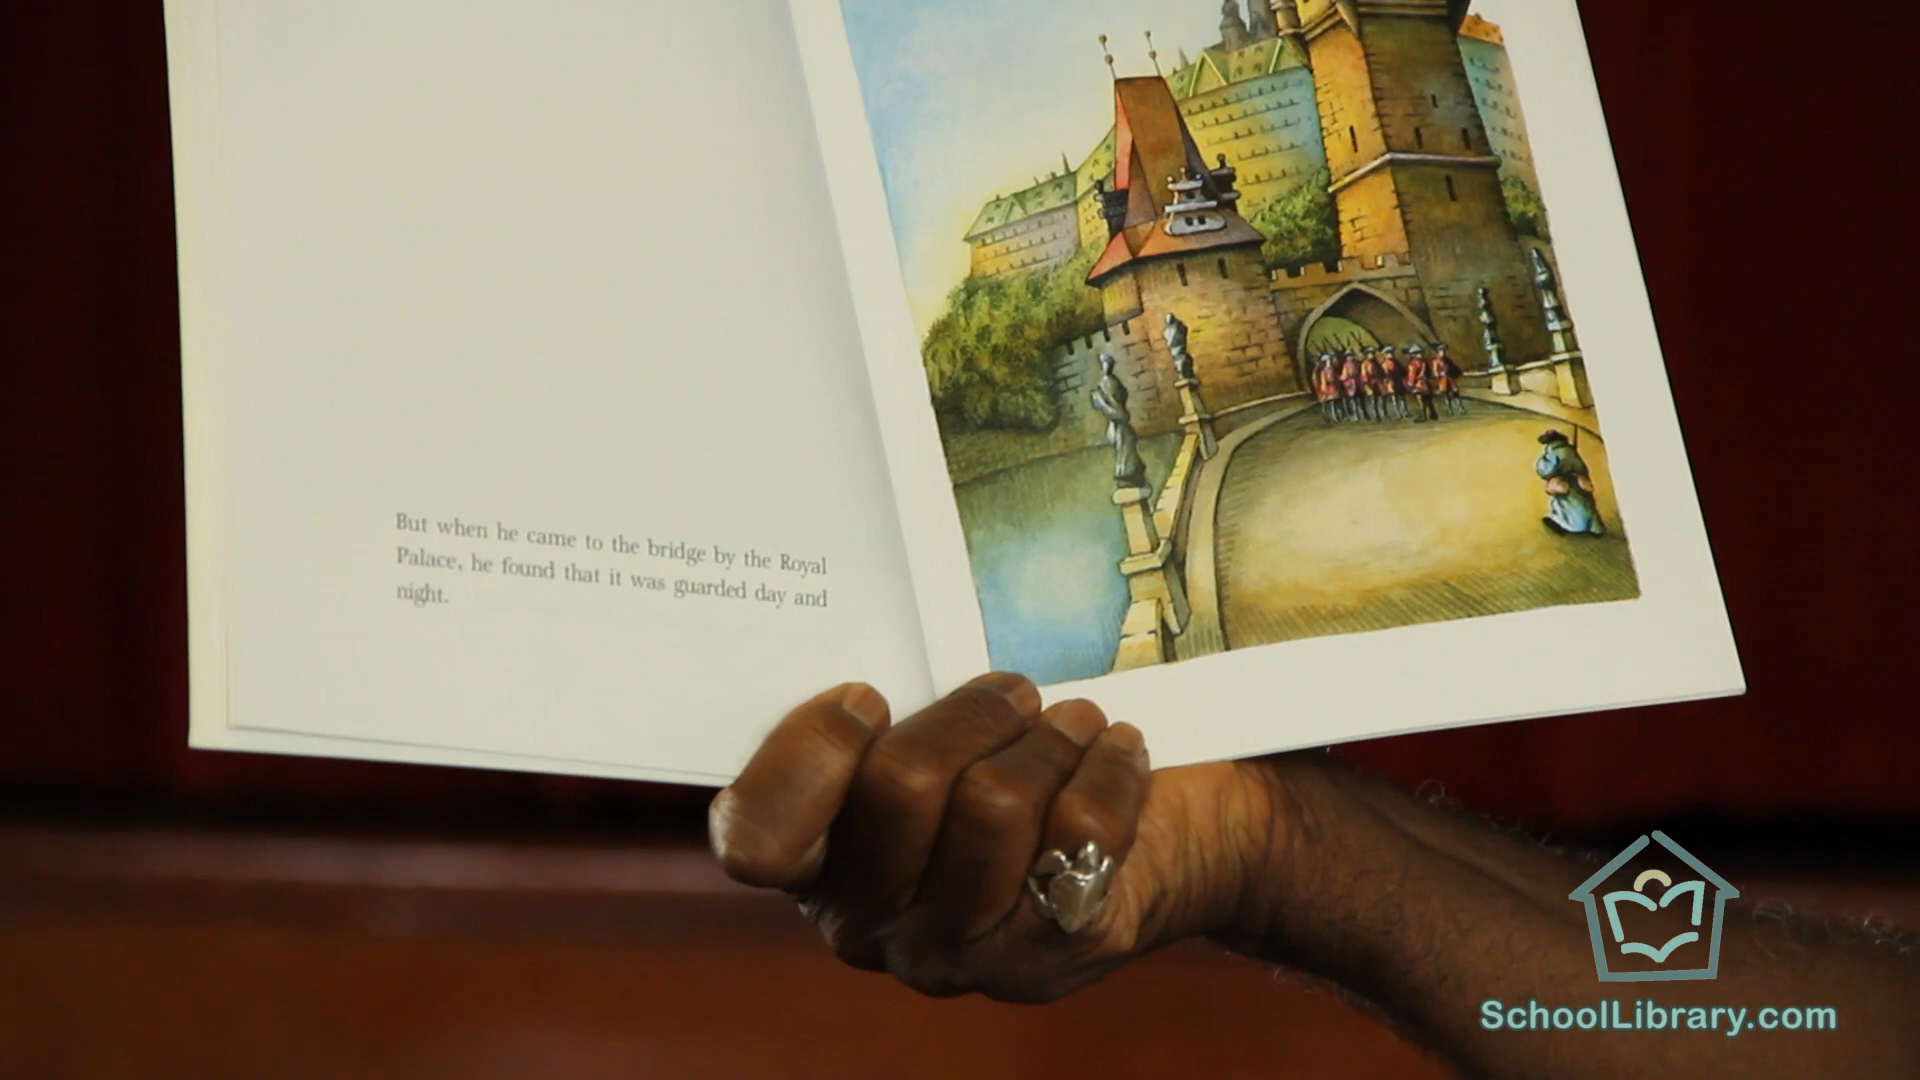 But when he came to the bridge by the Royal
Palace, he found that it was guarded day and
night.
SchoolLibrary.com